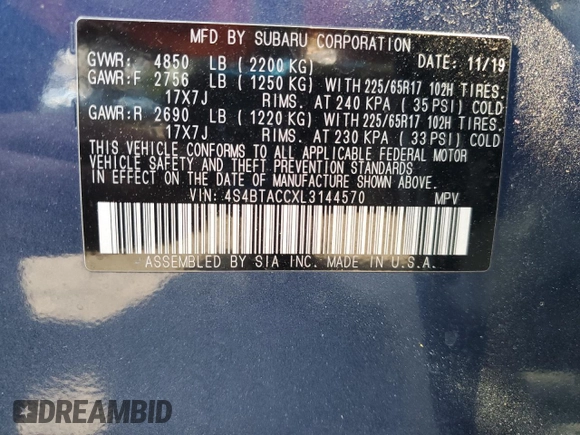 MFD BY SUBARU CORPORATION DATE: 11/19
GVWR: 4850 LB ( 2200 KG)
GAWR:F 2756 LB ( 1250 KG) WITH 225/65R17 102H TIRES.
17X7J RIMS. AT 240 KPA ( 35 PSI) COLD
GAWR:R 2690 LB ( 1220 KG) WITH 225/65R17 102H TIRES.
17X7J RIMS. AT 230 KPA ( 33 PSI) COLD
THIS VEHICLE CONFORMS TO ALL APPLICABLE FEDERAL MOTOR
VEHICLE SAFETY AND THEFT PREVENTION STANDARDS
IN EFFECT ON THE DATE OF MANUFACTURE SHOWN ABOVE.
VIN: 4S4BTACCXL3144570 MPV
ASSEMBLED BY SIA INC. MADE IN U.S.A.
DREAMBID